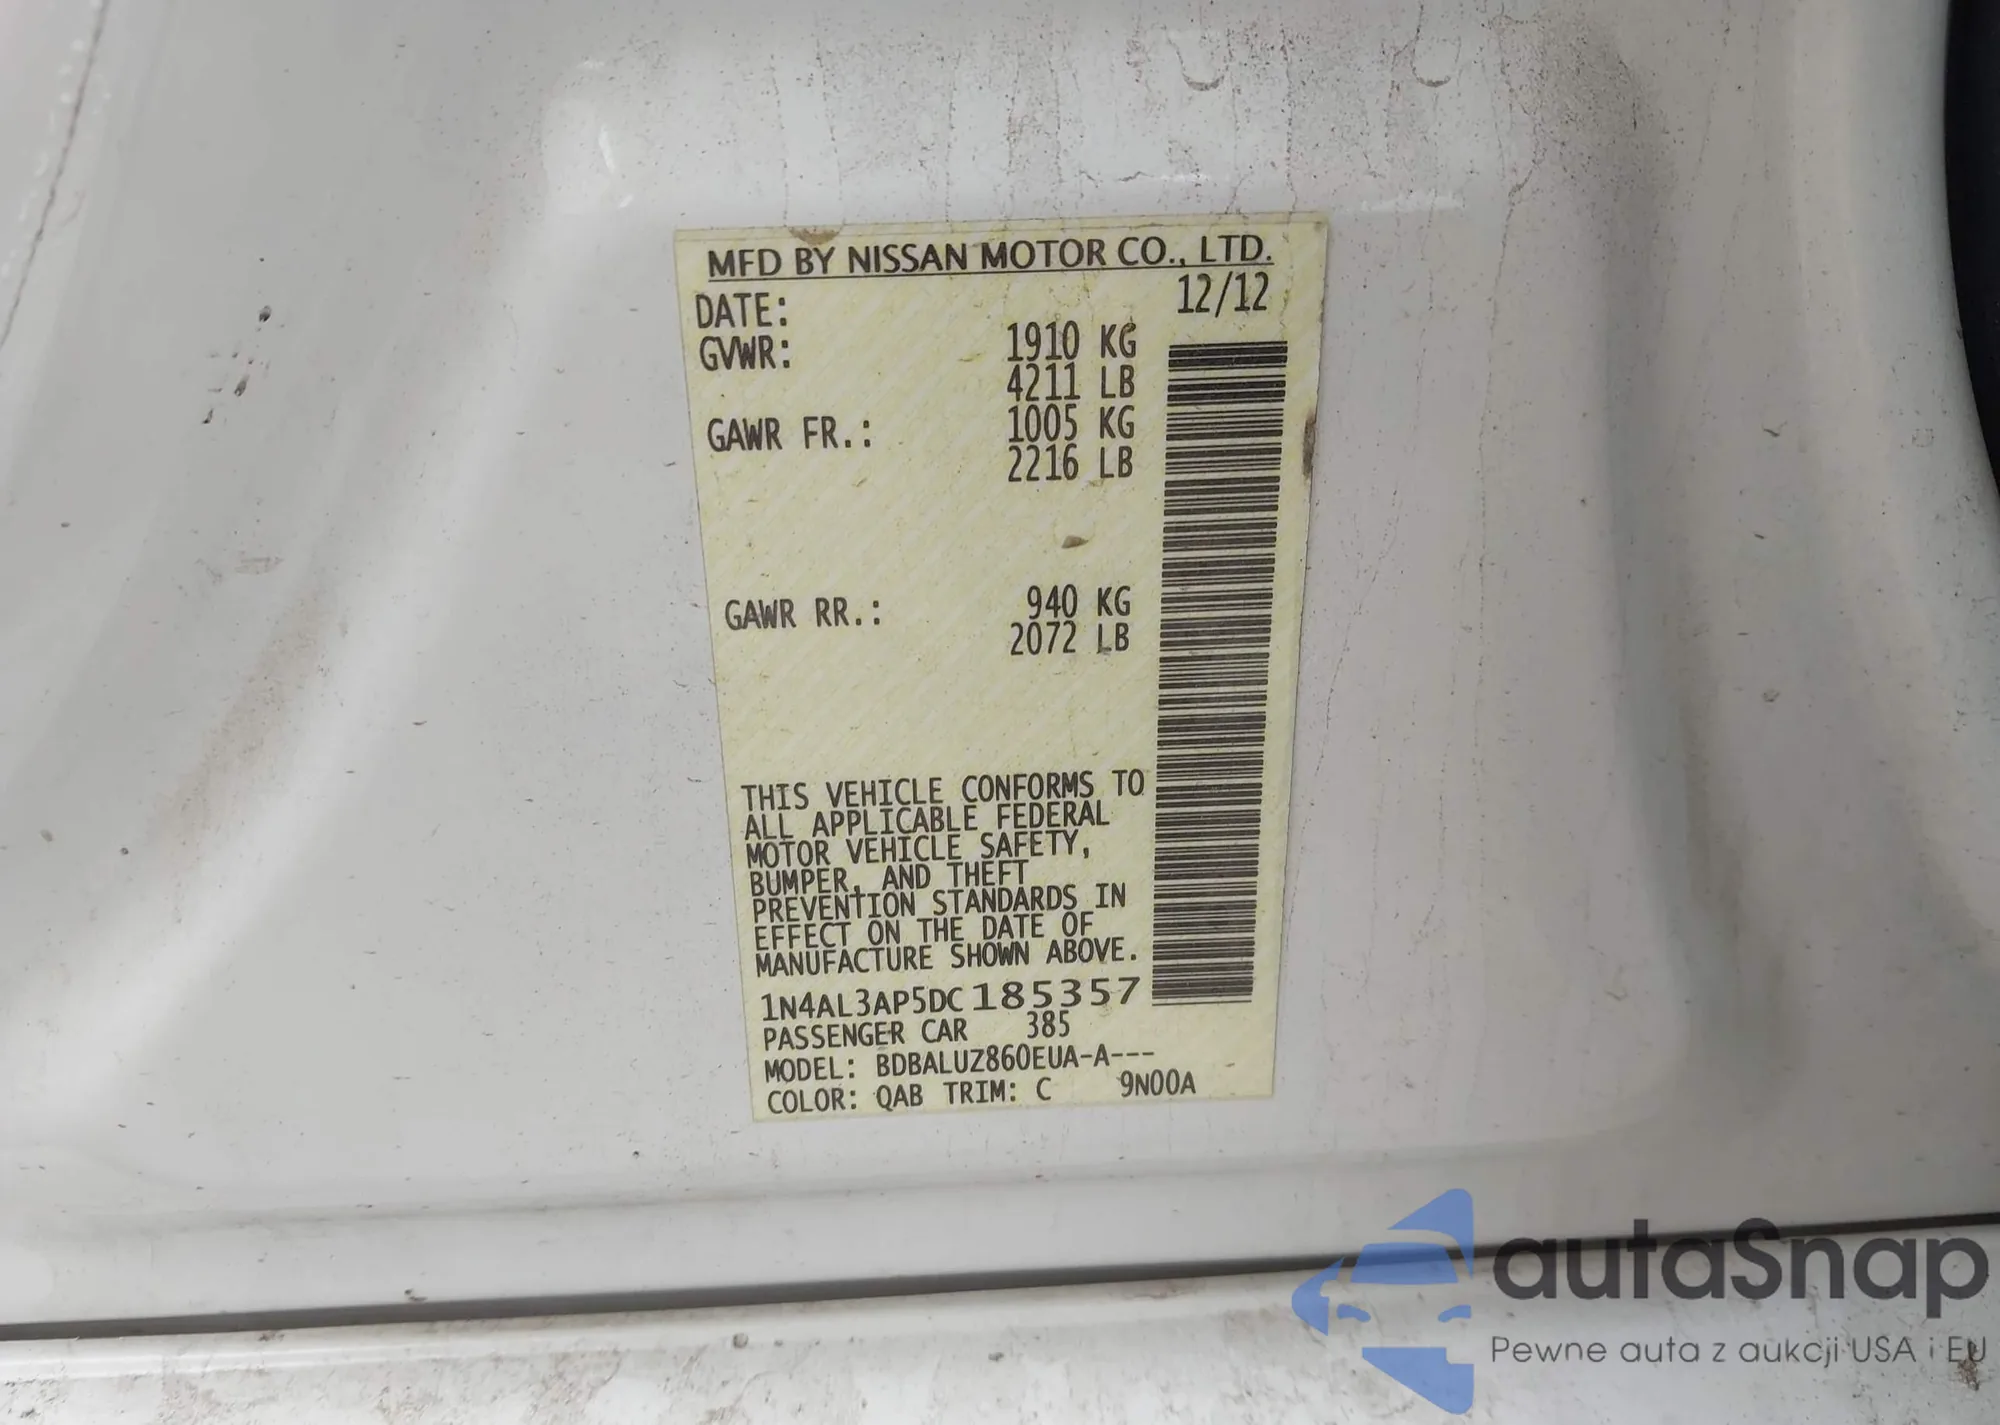 MFD BY NISSAN MOTOR CO., LTD.
DATE: 12/12
GVWR: 1910 KG
4211 LB
GAWR FR.: 1005 KG
2216 LB
GAWR RR.: 940 KG
2072 LB
THIS VEHICLE CONFORMS TO
ALL APPLICABLE FEDERAL
MOTOR VEHICLE SAFETY,
BUMPER, AND THEFT
PREVENTION STANDARDS IN
EFFECT ON THE DATE OF
MANUFACTURE SHOWN ABOVE.
1N4AL3AP5DC185357
PASSENGER CAR 385
MODEL: BDBALUZ860EUA-A---
COLOR: QAB TRIM: C 9N00A
autaSnap
Pewne auta z aukcji USA i EU